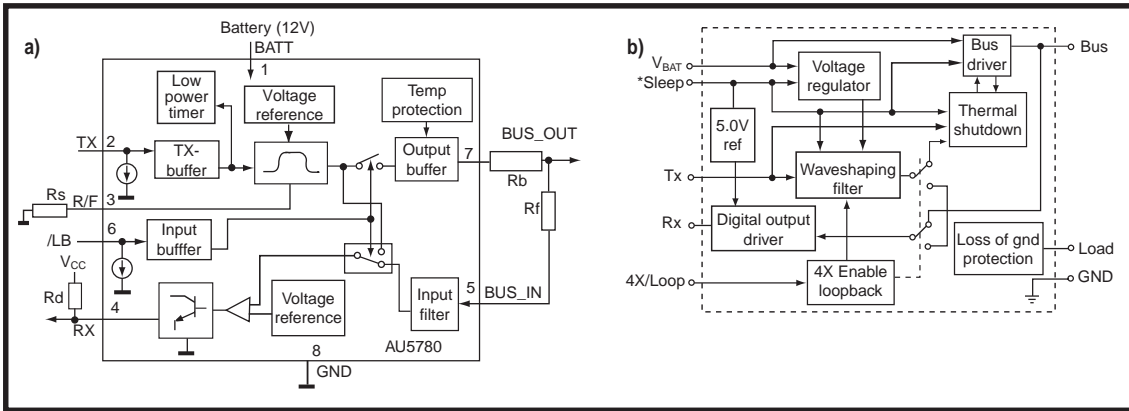 a)
Battery (12V)
BATT
1
Low
power
timer
Voltage
reference
Temp
protection
BUS_OUT
TX
2
TX-
buffer
Output
buffer
7
Rb
Rs
R/F
3
Rf
/LB
6
Input
bufffer
VCC
Rd
4
RX
Voltage
reference
Input
filter
5
BUS_IN
8
AU5780
GND
b)
VBAT
*Sleep
Voltage
regulator
Bus
driver
Bus
5.0V
ref
Thermal
shutdown
Tx
Waveshaping
filter
Rx
Digital output
driver
Loss of gnd
protection
Load
4X/Loop
4X Enable
loopback
GND